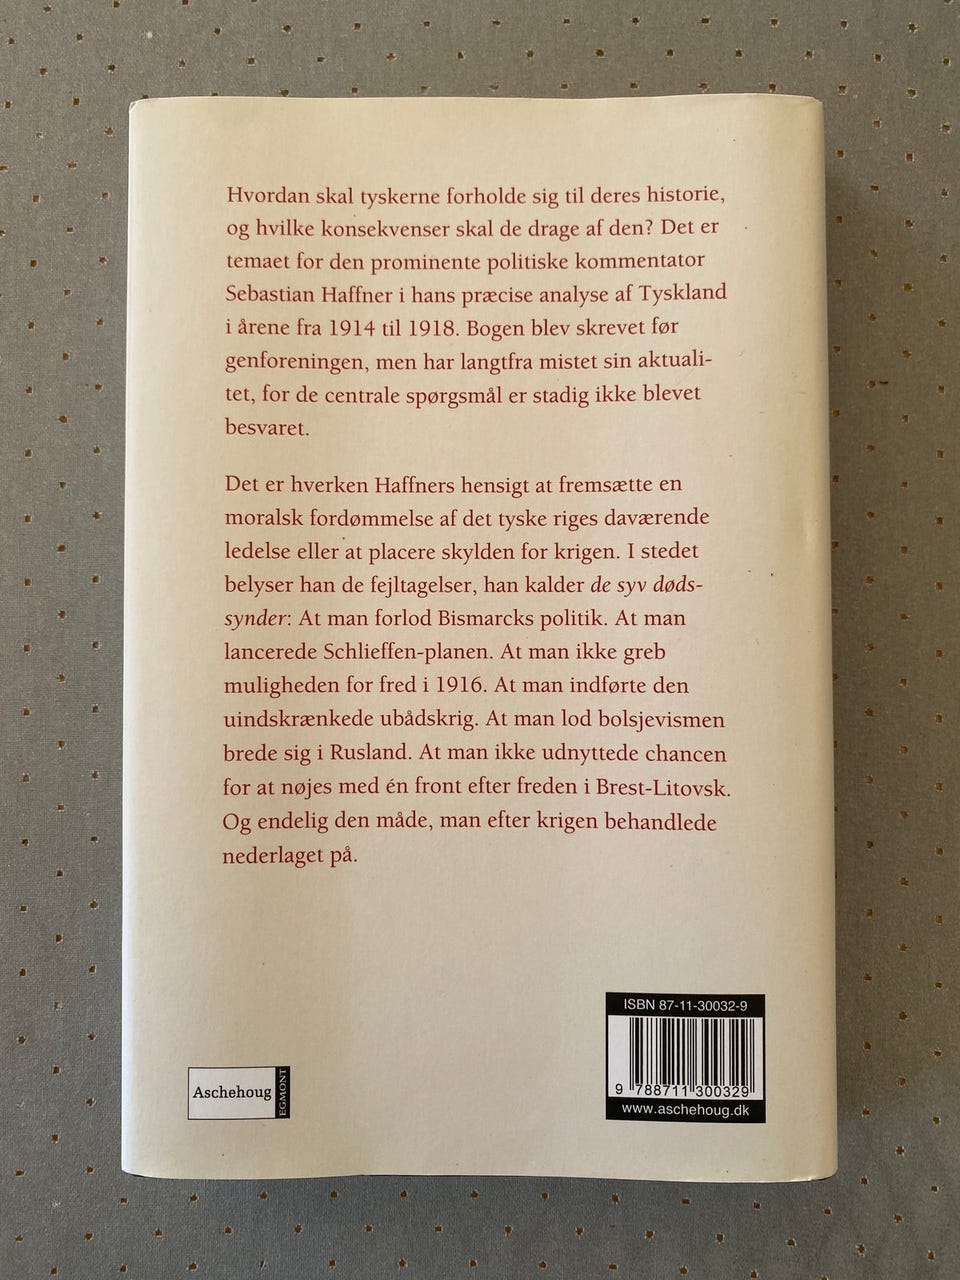 Hvordan skal tyskerne forholde sig til deres historie,
og hvilke konsekvenser skal de drage af den? Det er
temaet for den prominente politiske kommentator
Sebastian Haffner i hans præcise analyse af Tyskland
i årene fra 1914 til 1918. Bogen blev skrevet før
genforeningen, men har langtfra mistet sin aktuali-
tet, for de centrale spørgsmål er stadig ikke blevet
besvaret.
Det er hverken Haffners hensigt at fremsætte en
moralsk fordømmelse af det tyske riges daværende
ledelse eller at placere skylden for krigen. I stedet
belyser han de fejltagelser, han kalder de syv døds-
synder: At man forlod Bismarcks politik. At man
lancerede Schlieffen-planen. At man ikke greb
muligheden for fred i 1916. At man indførte den
uindskrænkede ubådskrig. At man lod bolsjevismen
brede sig i Rusland. At man ikke udnyttede chancen
for at nøjes med én front efter freden i Brest-Litovsk.
Og endelig den måde, man efter krigen behandlede
nederlaget på.
Aschehoug
EGMONT
ISBN 87-11-30032-9
9 788711 300329
www.aschehoug.dk